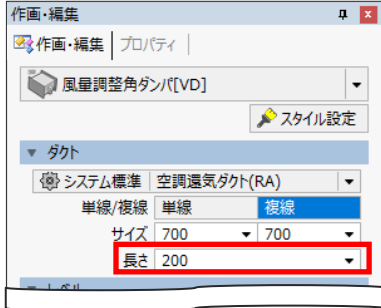 作画・編集
作画・編集 プロパティ
風量調整角ダンパ[VD]
スタイル設定
ダクト
システム標準 空調還気ダクト(RA)
単線/複線 単線 複線
サイズ 700 700
長さ 200